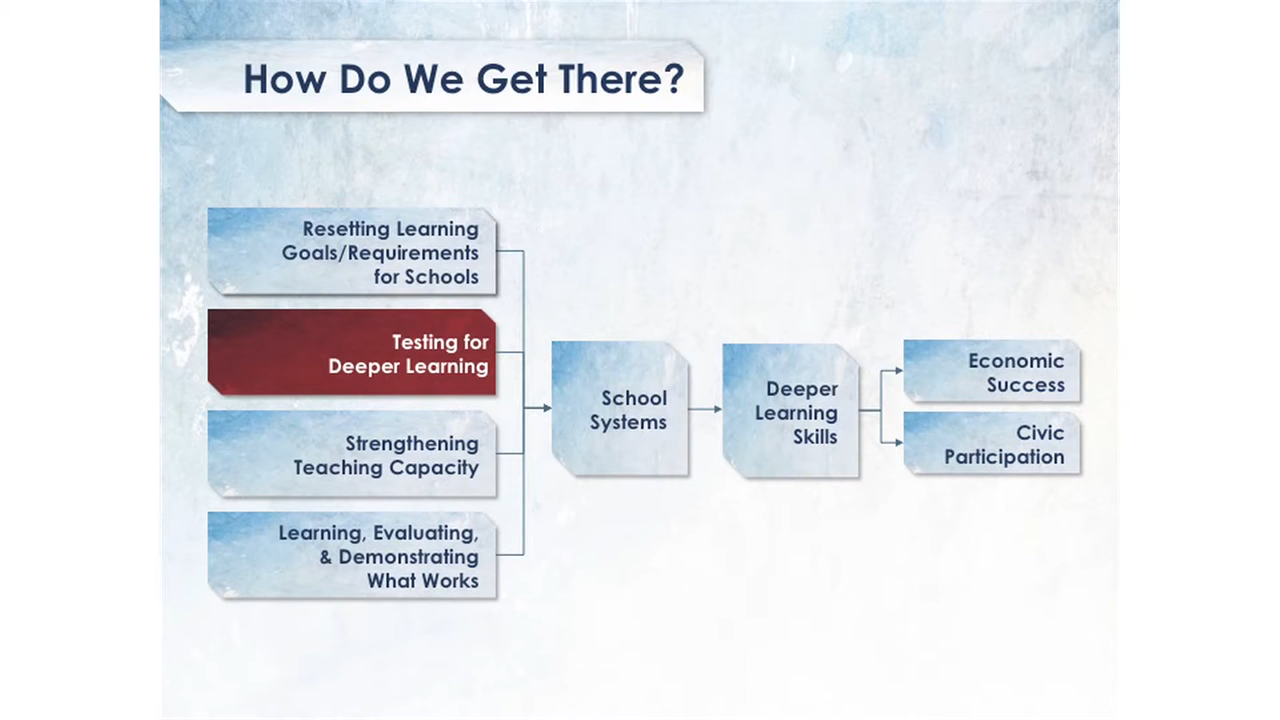 How Do We Get There?
Resetting Learning
Goals/Requirements
for Schools
Testing for
Deeper Learning
Strengthening
Teaching Capacity
Learning, Evaluating,
& Demonstrating
What Works
School
Systems
Deeper
Learning
Skills
Economic
Success
Civic
Participation